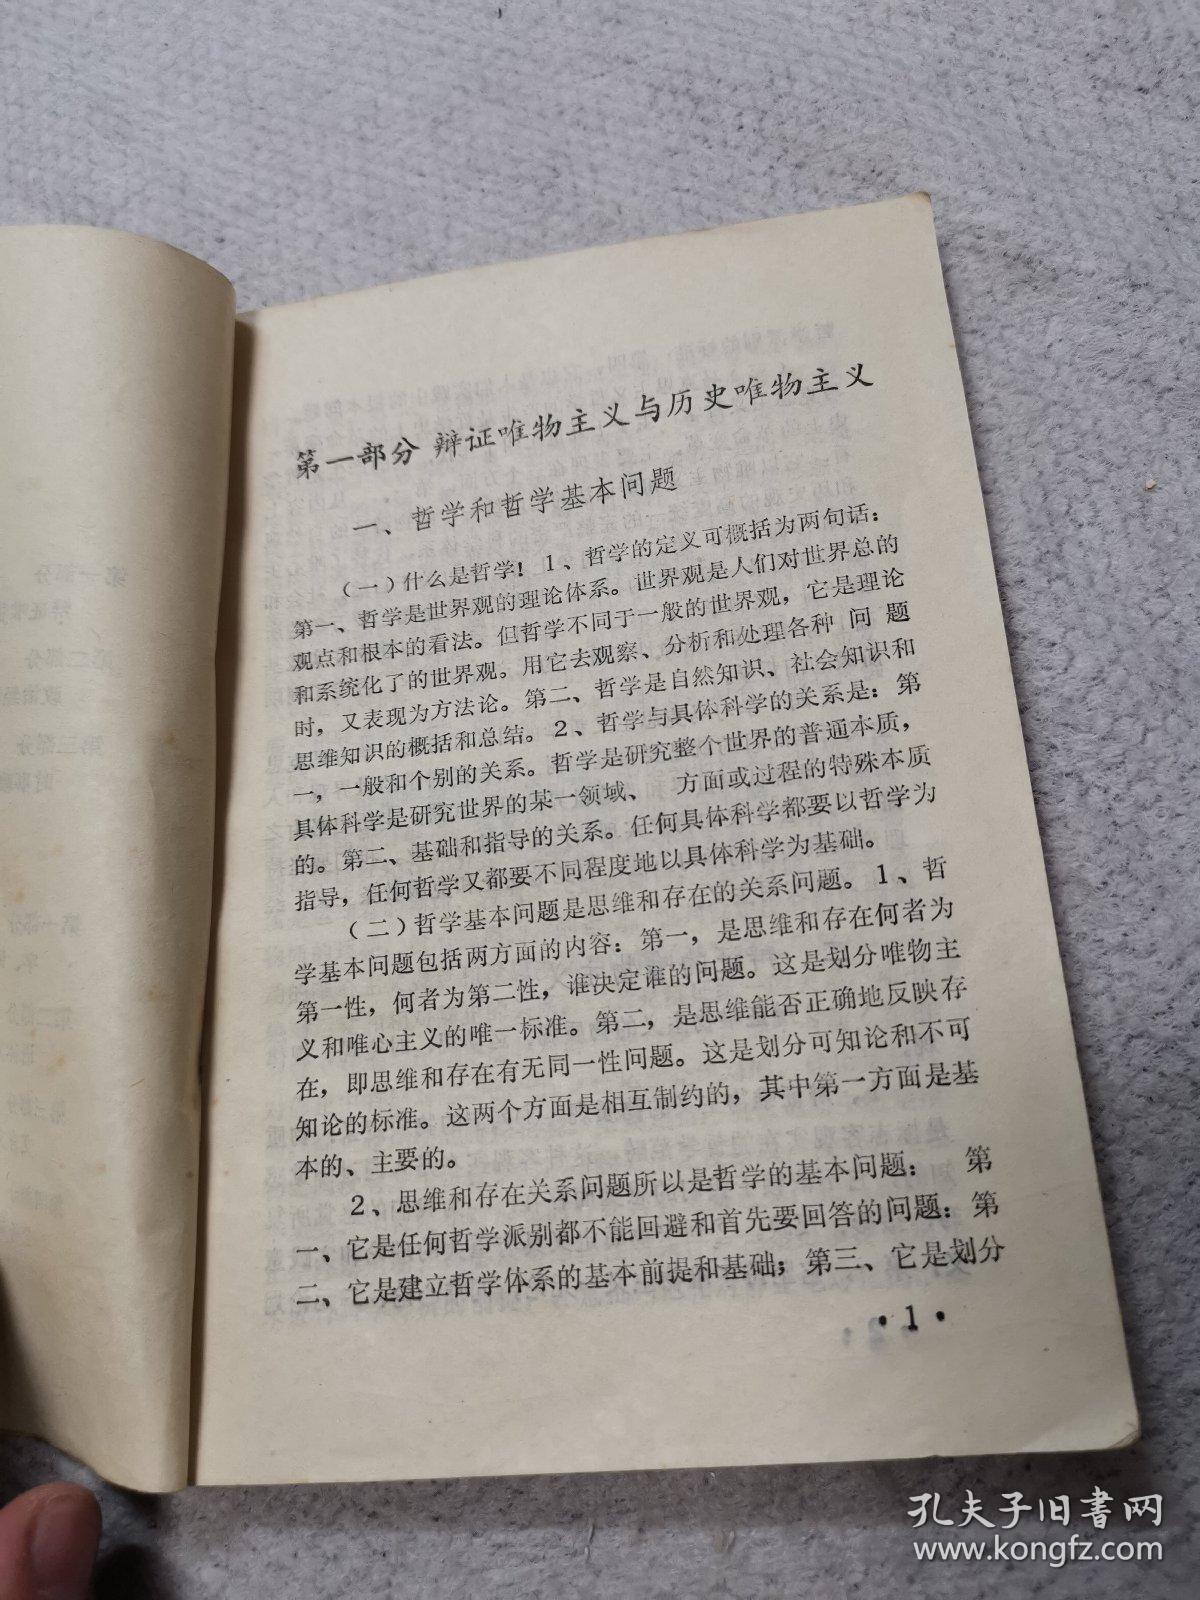 第一部分 辩证唯物主义与历史唯物主义
一、哲学和哲学基本问题
（一）什么是哲学！1、哲学的定义可概括为两句话：
第一、哲学是世界观的理论体系。世界观是人们对世界总的
观点和根本的看法。但哲学不同于一般的世界观，它是理论
和系统化了的世界观。用它去观察、分析和处理各种 问 题
时，又表现为方法论。第二、哲学是自然知识、社会知识和
思维知识的概括和总结。2、哲学与具体科学的关系是：第
一，一般和个别的关系。哲学是研究整个世界的普通本质，
具体科学是研究世界的某一领域、 方面或过程的特殊本质
的。第二、基础和指导的关系。任何具体科学都要以哲学为
指导，任何哲学又都要不同程度地以具体科学为基础。
（二）哲学基本问题是思维和存在的关系问题。1、哲
学基本问题包括两方面的内容：第一，是思维和存在何者为
第一性，何者为第二性，谁决定谁的问题。这是划分唯物主
义和唯心主义的唯一标准。第二，是思维能否正确地反映存
在，即思维和存在有无同一性问题。这是划分可知论和不可
知论的标准。这两个方面是相互制约的，其中第一方面是基
本的、主要的。
2、思维和存在关系问题所以是哲学的基本问题： 第
一、它是任何哲学派别都不能回避和首先要回答的问题：第
二、它是建立哲学体系的基本前提和基础；第三、它是划分
·1·
孔夫子旧书网
www.kongfz.com